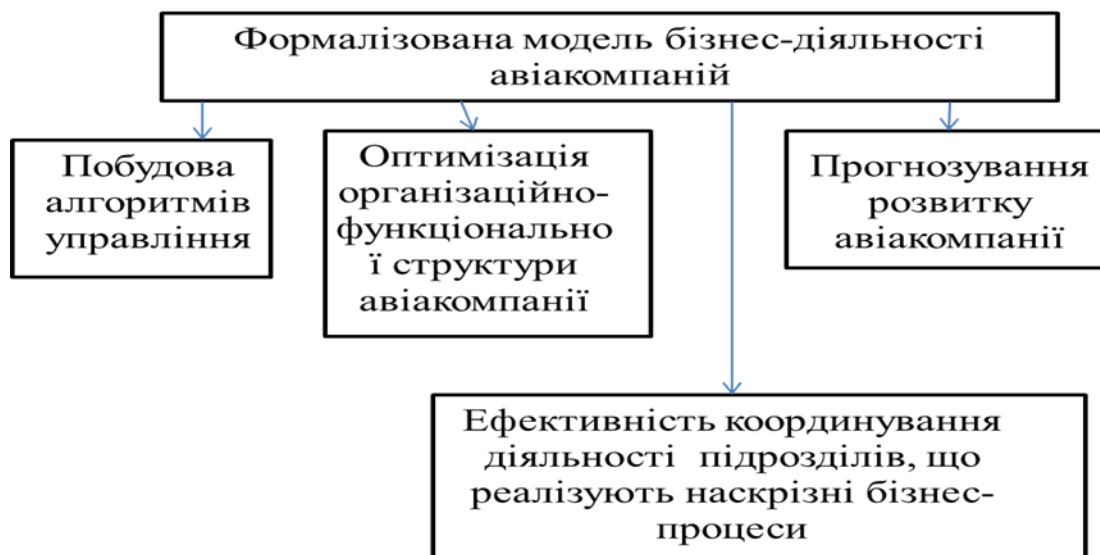 Формалізована модель бізнес-діяльності
авіакомпаній
Побудова
алгоритмів
управління
Оптимізація
організаційно-
функціонально
ї структури
авіакомпанії
Прогнозування
розвитку
авіакомпанії
Ефективність координування
діяльності підрозділів, що
реалізують наскрізні бізнес-
процеси